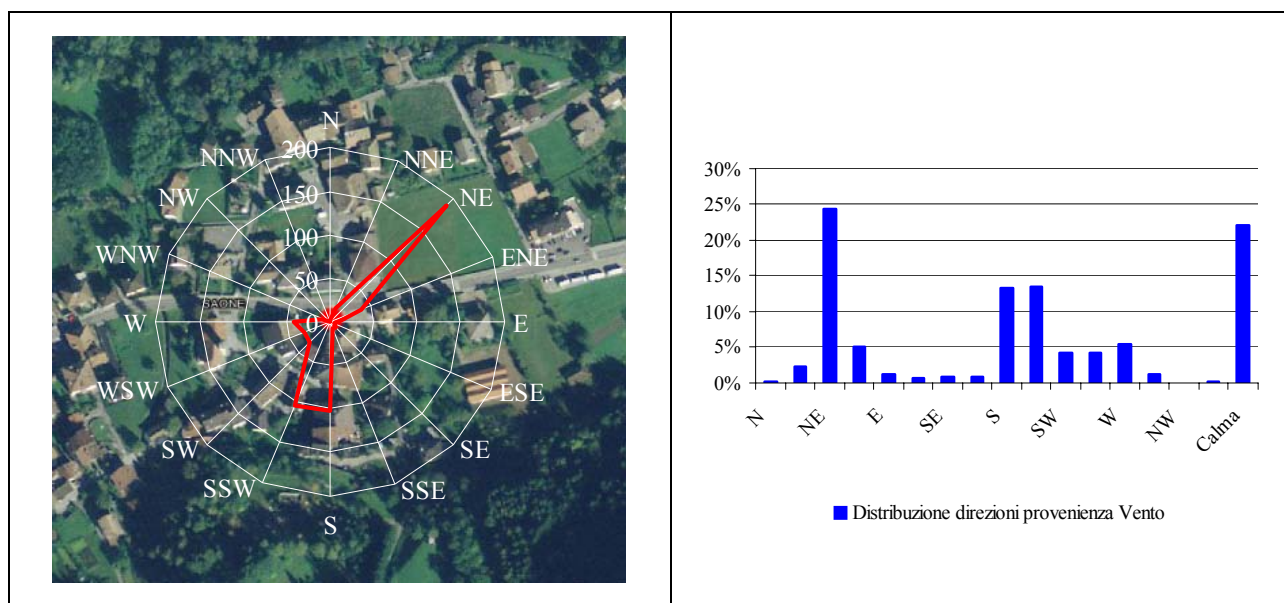 N
NNW
NNE
200
NW
150
NE
100
WNW
ENE
50
SAONE
W
0
E
WSW
ESE
SW
SE
SSW
SSE
S
30%
25%
20%
15%
10%
5%
0%
N
NE
E
SE
S
SW
W
NW
Calma
Distribuzione direzioni provenienza Vento